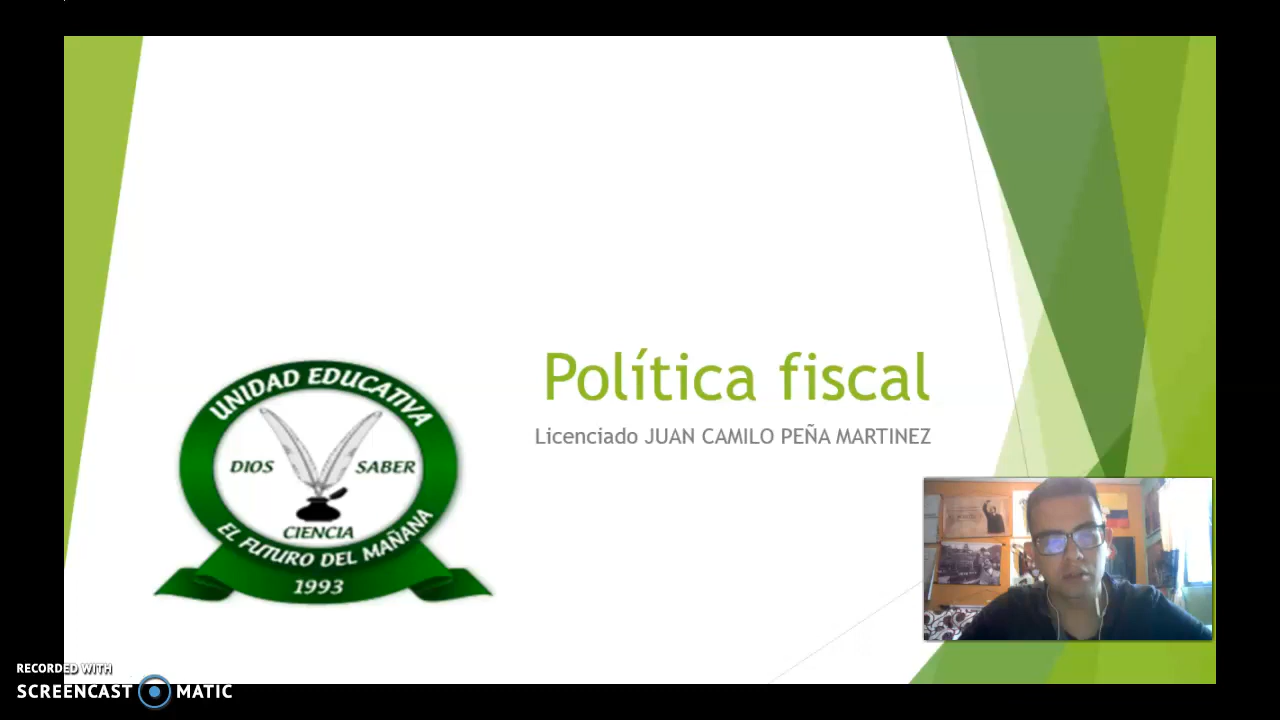 Política fiscal
Licenciado JUAN CAMILO PEÑA MARTINEZ
UNIDAD EDUCATIVA
DIOS SABER
CIENCIA
EL FUTURO DEL MAÑANA
1993
RECORDED WITH
SCREENCAST MATIC